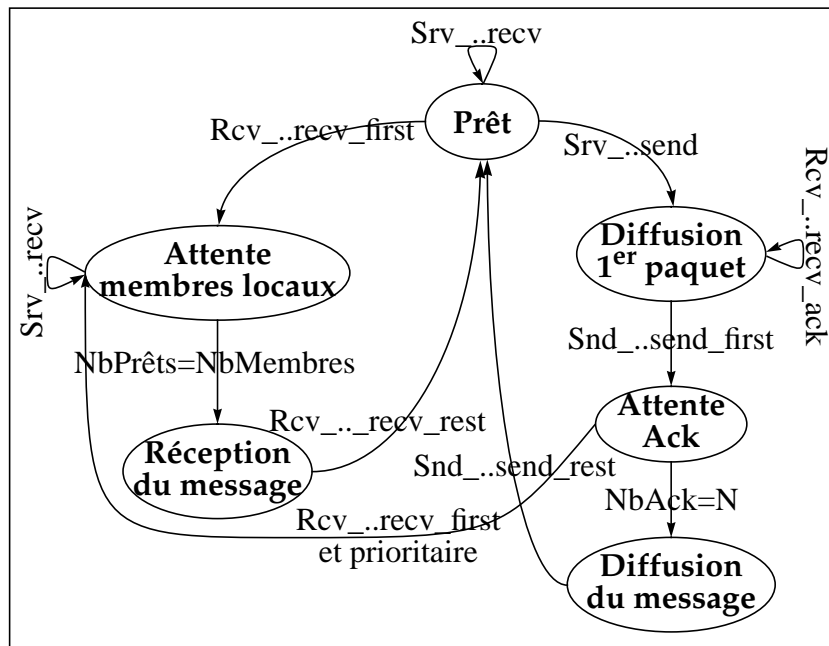 Srv_..recv
Prêt
Rcv_..recv_first
Srv_..send
Rcv_..recv_ack
Attente
membres locaux
Srv_..recv
Diffusion
1er paquet
NbPrêts=NbMembres
Snd_..send_first
Attente
Ack
Rcv_.._recv_rest
Réception
du message
Snd_..send_rest
NbAck=N
Rcv_..recv_first
et prioritaire
Diffusion
du message